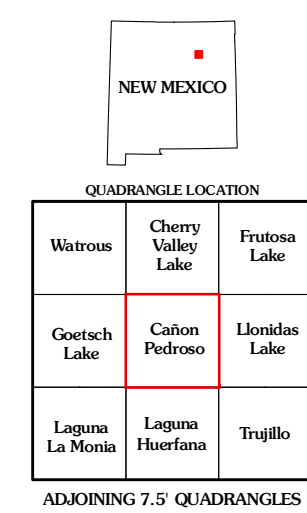 NEW MEXICO
QUADRANGLE LOCATION
Watrous
Cherry
Valley
Lake
Frutosa
Lake
Goetsch
Lake
Cañon
Pedroso
Llonidas
Lake
Laguna
La Monia
Laguna
Huerfana
Trujillo
ADJOINING 7.5' QUADRANGLES